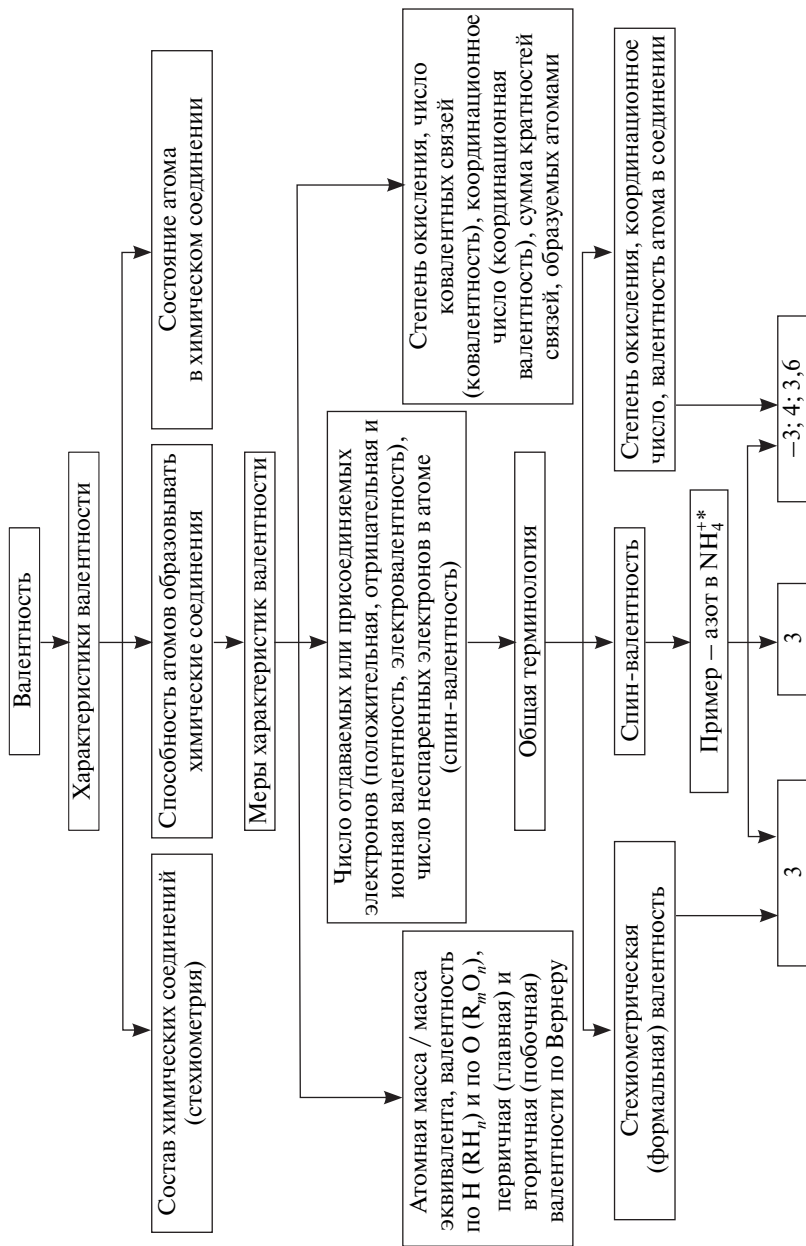 Валентность
Характеристики валентности
Состав химических соединений
(стехиометрия)
Способность атомов образовывать
химические соединения
Состояние атома
в химическом соединении
Меры характеристик валентности
Атомная масса / масса
эквивалента, валентность
по H (RHₙ) и по O (RₘOₙ),
первичная (главная) и
вторичная (побочная)
валентности по Вернеру
Число отдаваемых или присоединяемых
электронов (положительная, отрицательная и
ионная валентность, электровалентность),
число неспаренных электронов в атоме
(спин-валентность)
Степень окисления, число
ковалентных связей
(ковалентность), координационное
число (координационная
валентность), сумма кратностей
связей, образуемых атомами
Общая терминология
Стехиометрическая
(формальная) валентность
Спин-валентность
Степень окисления, координационное
число, валентность атома в соединении
Пример – азот в NH₄⁺*
3
3
−3; 4; 3,6